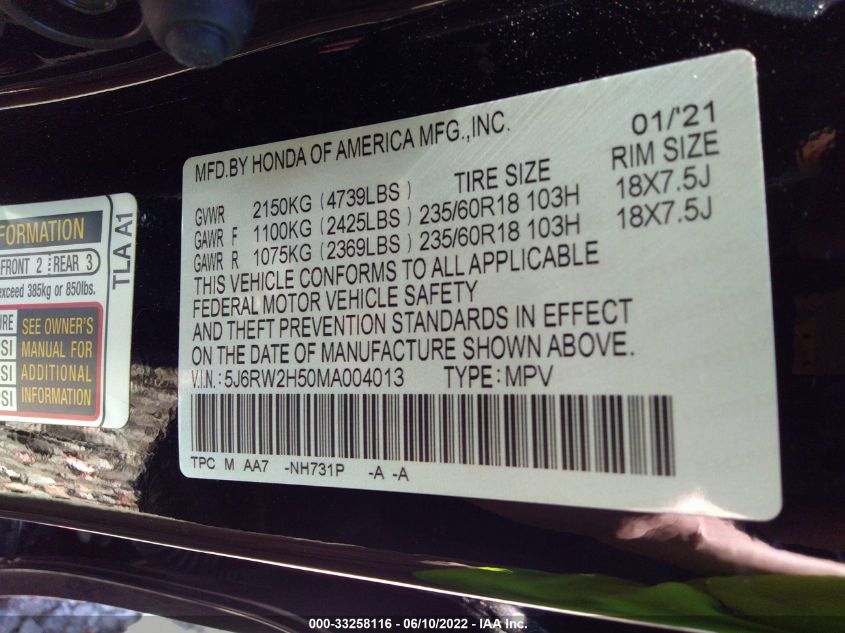 MFD.BY HONDA OF AMERICA MFG.,INC. 01/'21
TIRE SIZE RIM SIZE
GVWR 2150KG (4739LBS)
GAWR F 1100KG (2425LBS) 235/60R18 103H 18X7.5J
GAWR R 1075KG (2369LBS) 235/60R18 103H 18X7.5J
THIS VEHICLE CONFORMS TO ALL APPLICABLE
FEDERAL MOTOR VEHICLE SAFETY
AND THEFT PREVENTION STANDARDS IN EFFECT
ON THE DATE OF MANUFACTURE SHOWN ABOVE.
V.I.N.: 5J6RW2H50MA004013 TYPE: MPV
TPC M AA7 -NH731P -A -A
FORMATION
FRONT 2 REAR 3
exceed 385kg or 850lbs.
TLA A1
SEE OWNER'S
MANUAL FOR
ADDITIONAL
INFORMATION
000-33258116 - 06/10/2022 - IAA Inc.